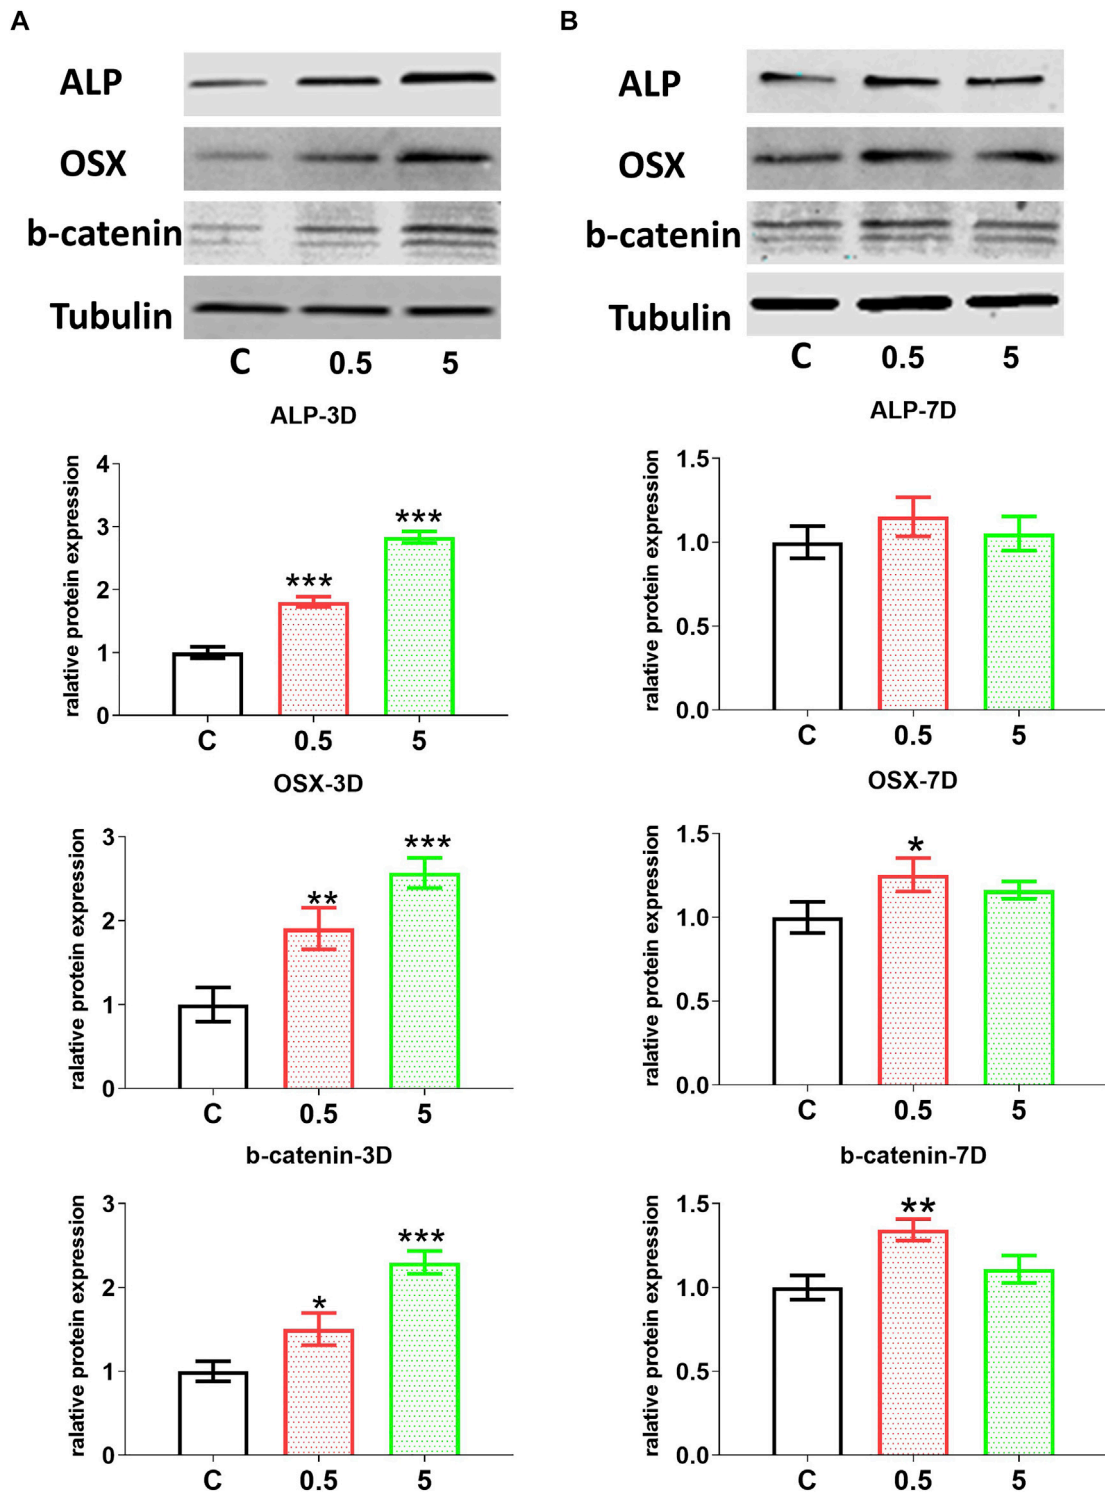 A
B
ALP
OSX
b-catenin
Tubulin
C 0.5 5
ALP
OSX
b-catenin
Tubulin
C 0.5 5
ALP-3D
ralative protein expression
4
3
2
1
0
***
***
C 0.5 5
ALP-7D
ralative protein expression
1.5
1.0
0.5
0.0
C 0.5 5
OSX-3D
ralative protein expression
3
2
1
0
**
***
C 0.5 5
OSX-7D
ralative protein expression
1.5
1.0
0.5
0.0
*
C 0.5 5
b-catenin-3D
ralative protein expression
3
2
1
0
*
***
C 0.5 5
b-catenin-7D
ralative protein expression
1.5
1.0
0.5
0.0
**
C 0.5 5